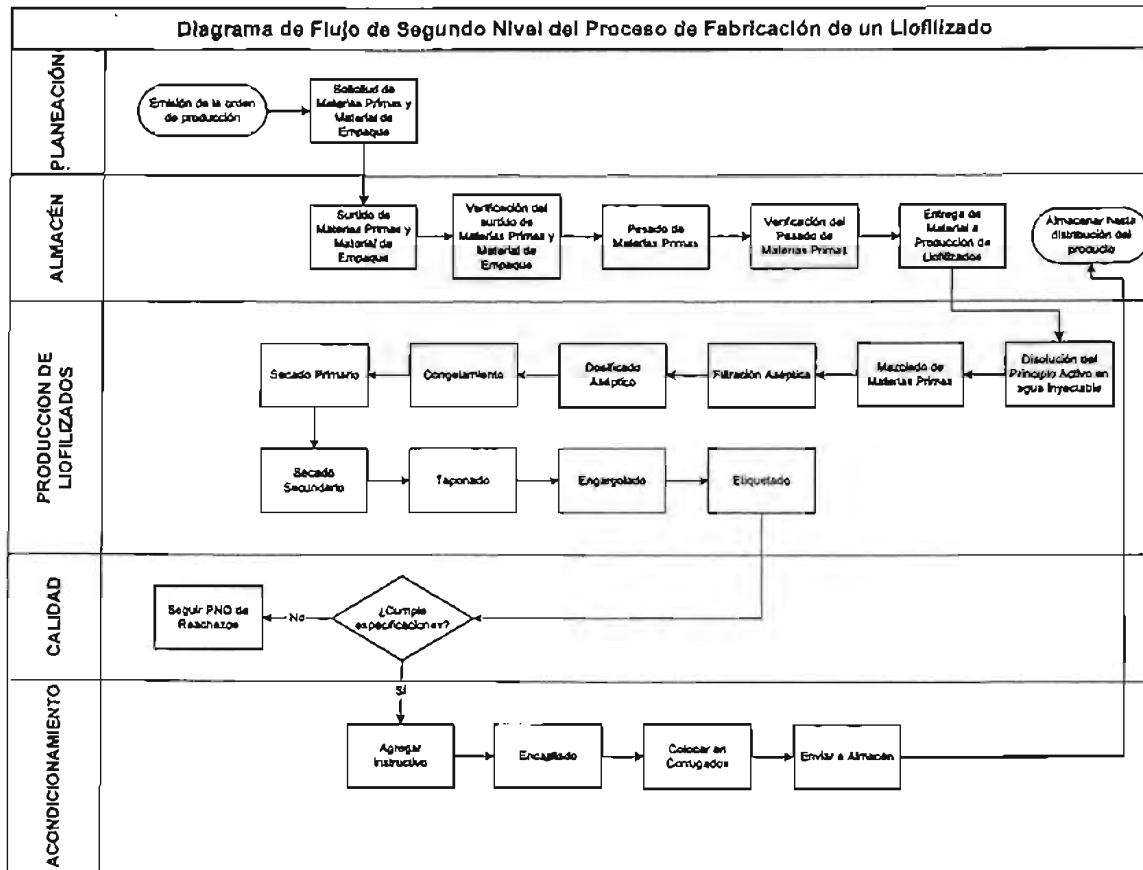 Diagrama de Flujo de Segundo Nivel del Proceso de Fabricación de un Liofilizado
PLANEACIÓN
Emisión de la orden
de producción
Solicitud de
Materias Primas y
Material de
Empaque
ALMACÉN
Surtido de
Materias Primas y
Material de
Empaque
Verificación del
surtido de
Materias Primas y
Material de
Empaque
Pesado de
Materias Primas
Verificación del
Pesado de
Materias Primas
Entrega de
Material a
Producción de
Liofilizados
Almacenar hasta
distribución del
producto
PRODUCCION DE
LIOFILIZADOS
Secado Primario
Congelamiento
Dosificado
Aséptico
Filtración Aséptica
Mezclado de
Materias Primas
Disolución del
Principio Activo en
agua Inyectable
Secado
Secundario
Taponado
Engargolado
Etiquetado
CALIDAD
Seguir PNO de
Reachazos
No
¿Cumple
especificaciones?
Sí
ACONDICIONAMIENTO
Agregar
Instructivo
Encajillado
Colocar en
Corrugados
Enviar a Almacén